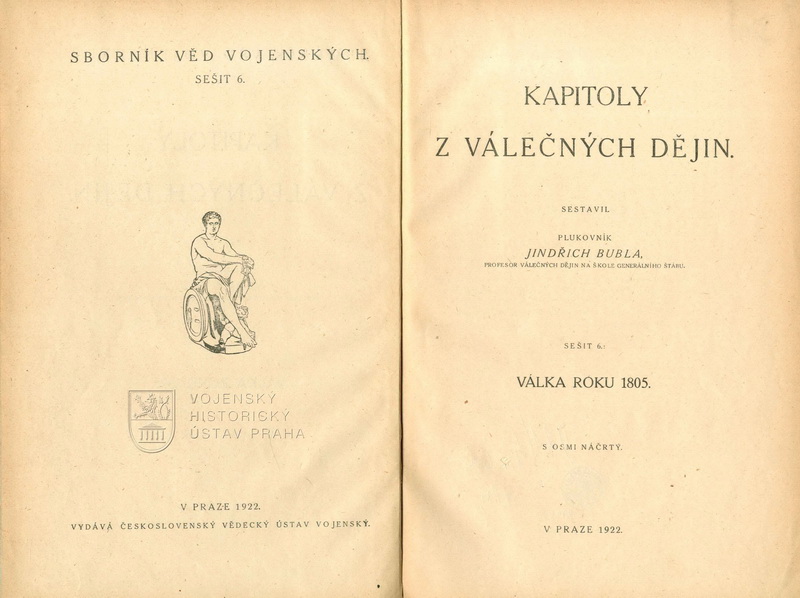 SBORNÍK VĚD VOJENSKÝCH.
SEŠIT 6.
VOJENSKÝ
HISTORICKÝ
ÚSTAV PRAHA
V PRAZE 1922.
VYDÁVÁ ČESKOSLOVENSKÝ VĚDECKÝ ÚSTAV VOJENSKÝ.
KAPITOLY
Z VÁLEČNÝCH DĚJIN.
SESTAVIL
PLUKOVNÍK
JINDŘICH BUBLA,
PROFESOR VÁLEČNÝCH DĚJIN NA ŠKOLE GENERÁLNÍHO ŠTÁBU.
SEŠIT 6.:
VÁLKA ROKU 1805.
S OSMI NÁČRTY.
V PRAZE 1922.